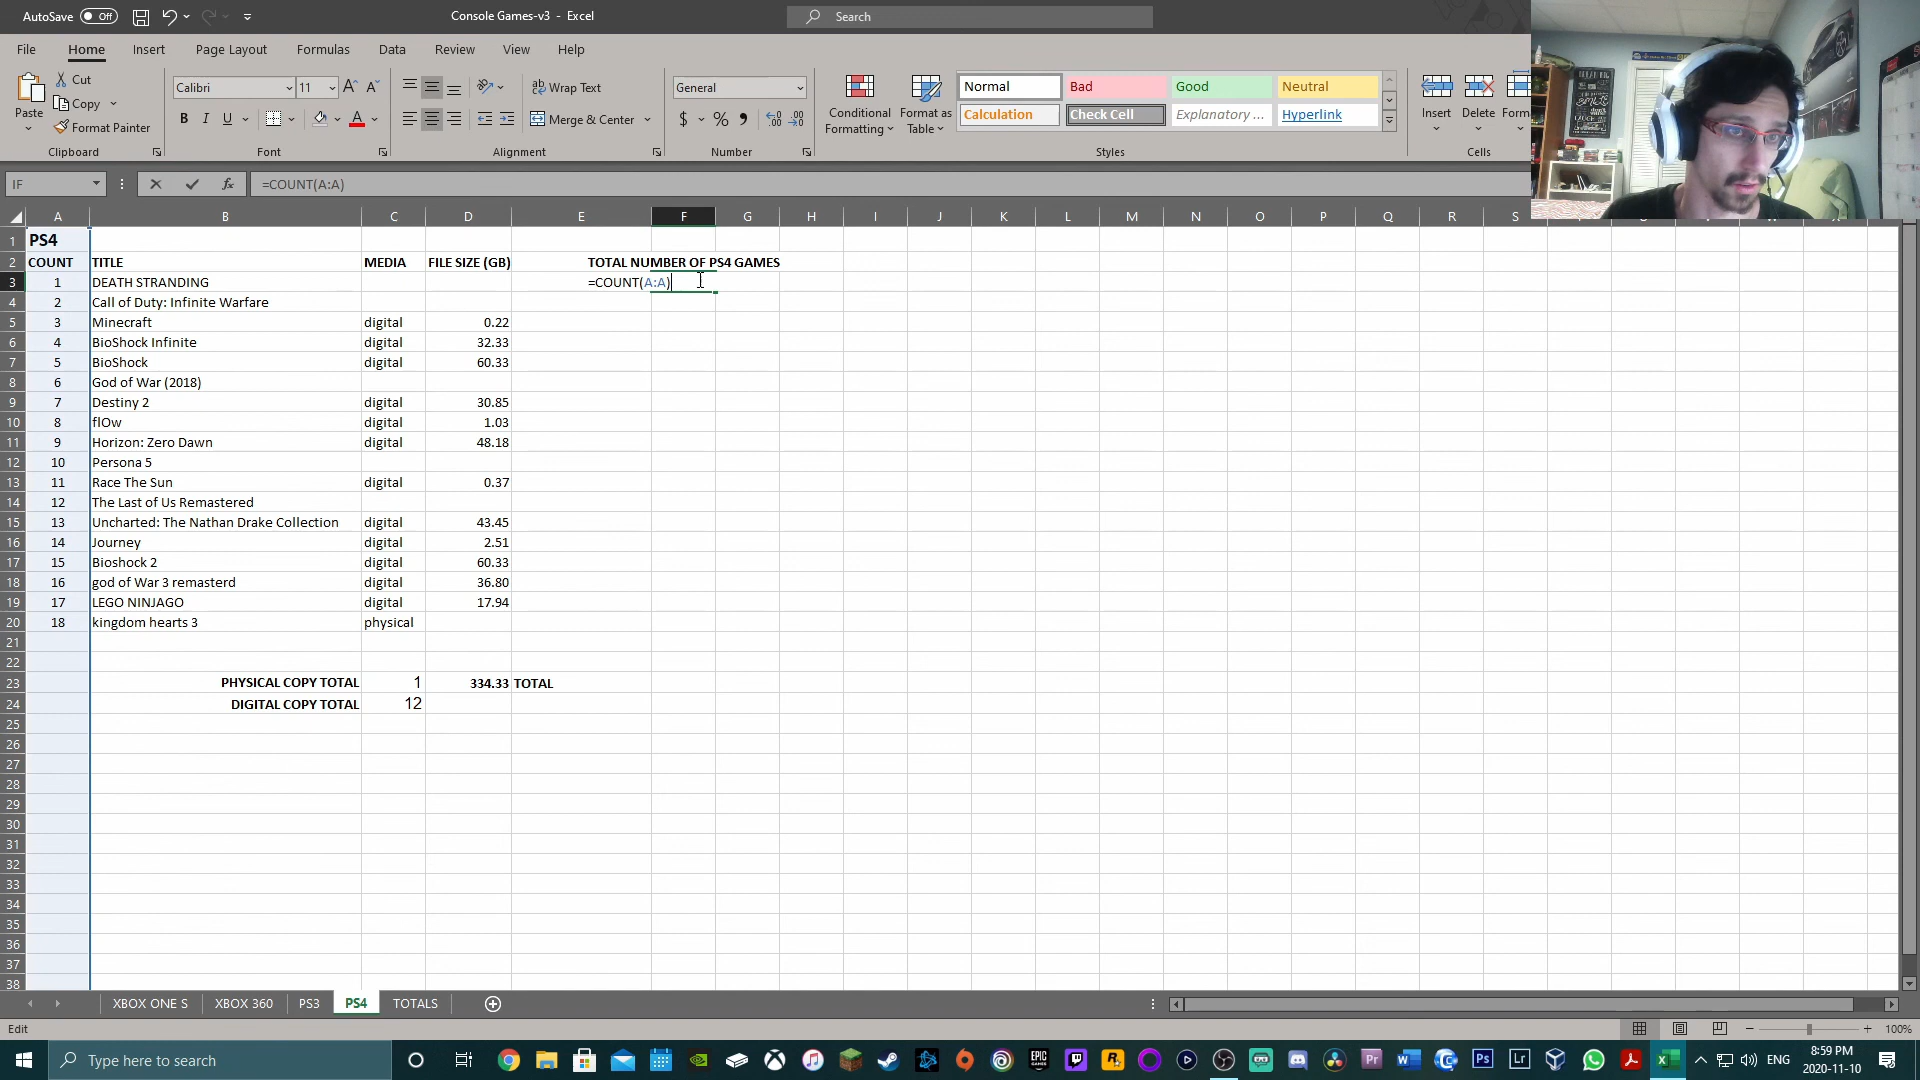 AutoSave Off Console Games-v3 - Excel Search
File Home Insert Page Layout Formulas Data Review View Help
Paste Cut Copy Format Painter
Calibri 11
B I U
Wrap Text
Merge & Center
General
$ % 9
Conditional Formatting
Format as Table
Normal Bad Good Neutral
Calculation Check Cell Explanatory ... Hyperlink
Insert Delete Form
Clipboard Font Alignment Number Styles Cells
IF fx =COUNT(A:A)
A B C D E F G H I J K L M N O P Q R S
1 PS4
2 COUNT TITLE MEDIA FILE SIZE (GB) TOTAL NUMBER OF PS4 GAMES
3 1 DEATH STRANDING =COUNT(A:A)
4 2 Call of Duty: Infinite Warfare
5 3 Minecraft digital 0.22
6 4 BioShock Infinite digital 32.33
7 5 BioShock digital 60.33
8 6 God of War (2018)
9 7 Destiny 2 digital 30.85
10 8 flOw digital 1.03
11 9 Horizon: Zero Dawn digital 48.18
12 10 Persona 5
13 11 Race The Sun digital 0.37
14 12 The Last of Us Remastered
15 13 Uncharted: The Nathan Drake Collection digital 43.45
16 14 Journey digital 2.51
17 15 Bioshock 2 digital 60.33
18 16 god of War 3 remasterd digital 36.80
19 17 LEGO NINJAGO digital 17.94
20 18 kingdom hearts 3 physical
21
22
23 PHYSICAL COPY TOTAL 1 334.33 TOTAL
24 DIGITAL COPY TOTAL 12
25
26
27
28
29
30
31
32
33
34
35
36
37
38
XBOX ONE S XBOX 360 PS3 PS4 TOTALS
Edit 100%
Type here to search ENG 8:59 PM
2020-11-10